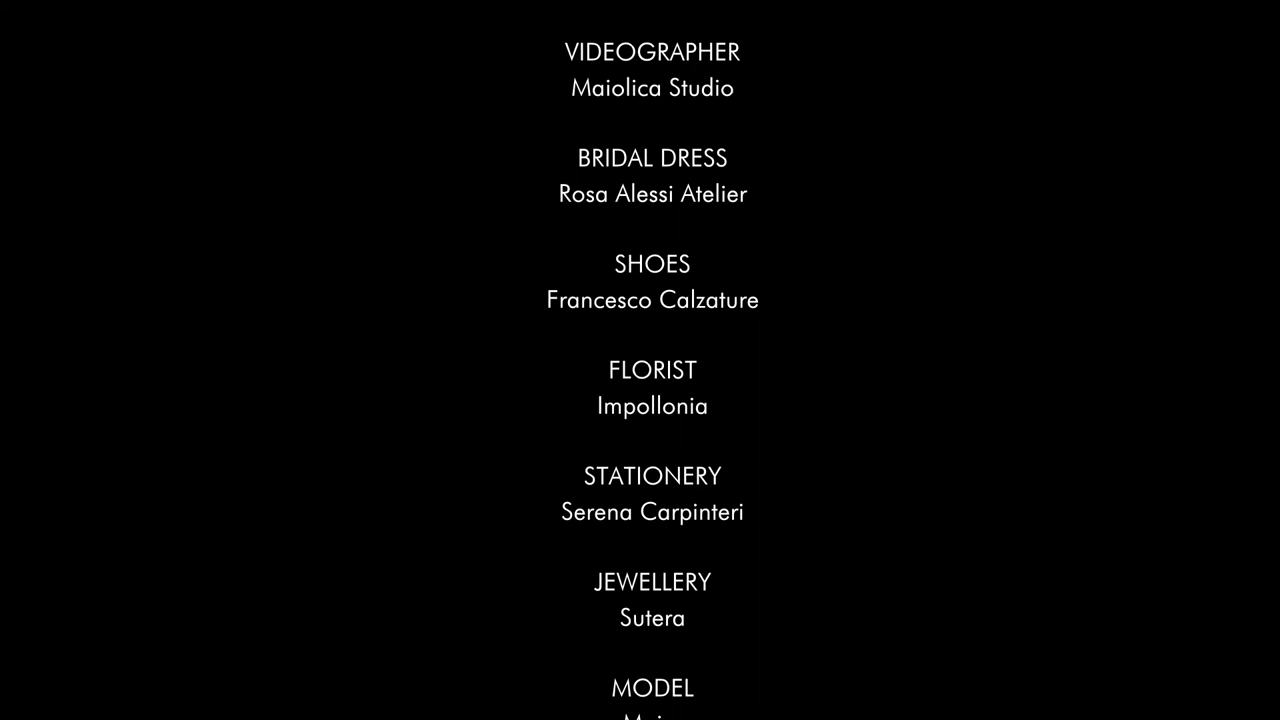 VIDEOGRAPHER
Maiolica Studio
BRIDAL DRESS
Rosa Alessi Atelier
SHOES
Francesco Calzature
FLORIST
Impollonia
STATIONERY
Serena Carpinteri
JEWELLERY
Sutera
MODEL